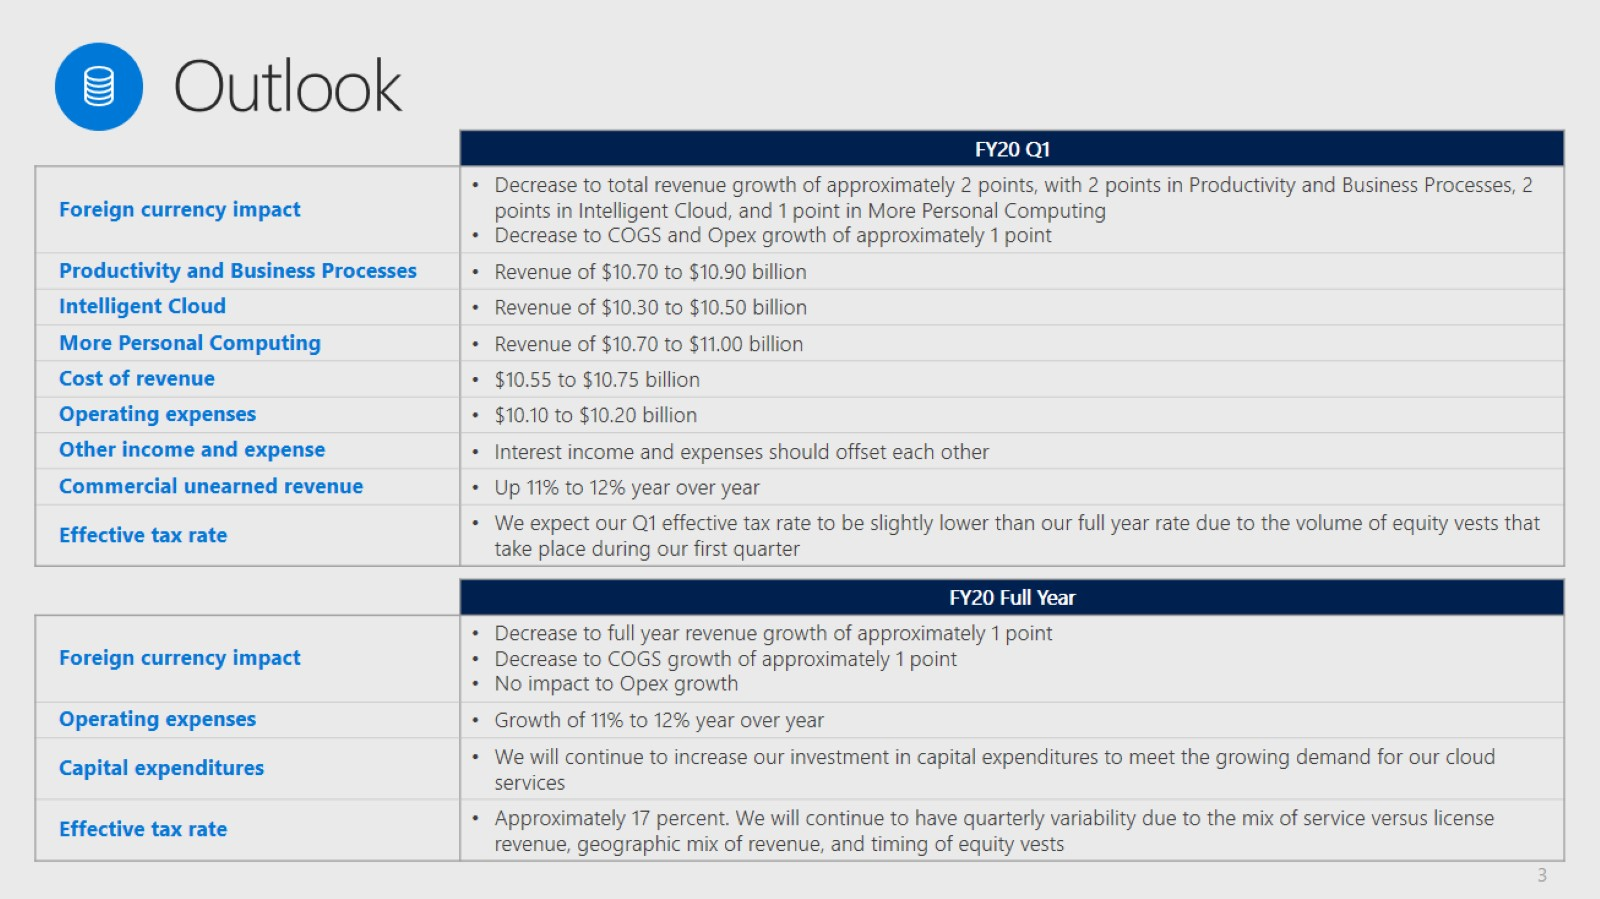 Outlook
FY20 Q1
Foreign currency impact
• Decrease to total revenue growth of approximately 2 points, with 2 points in Productivity and Business Processes, 2
points in Intelligent Cloud, and 1 point in More Personal Computing
• Decrease to COGS and Opex growth of approximately 1 point
Productivity and Business Processes
• Revenue of $10.70 to $10.90 billion
Intelligent Cloud
• Revenue of $10.30 to $10.50 billion
More Personal Computing
• Revenue of $10.70 to $11.00 billion
Cost of revenue
• $10.55 to $10.75 billion
Operating expenses
• $10.10 to $10.20 billion
Other income and expense
• Interest income and expenses should offset each other
Commercial unearned revenue
• Up 11% to 12% year over year
Effective tax rate
• We expect our Q1 effective tax rate to be slightly lower than our full year rate due to the volume of equity vests that
take place during our first quarter
FY20 Full Year
Foreign currency impact
• Decrease to full year revenue growth of approximately 1 point
• Decrease to COGS growth of approximately 1 point
• No impact to Opex growth
Operating expenses
• Growth of 11% to 12% year over year
Capital expenditures
• We will continue to increase our investment in capital expenditures to meet the growing demand for our cloud
services
Effective tax rate
• Approximately 17 percent. We will continue to have quarterly variability due to the mix of service versus license
revenue, geographic mix of revenue, and timing of equity vests
3